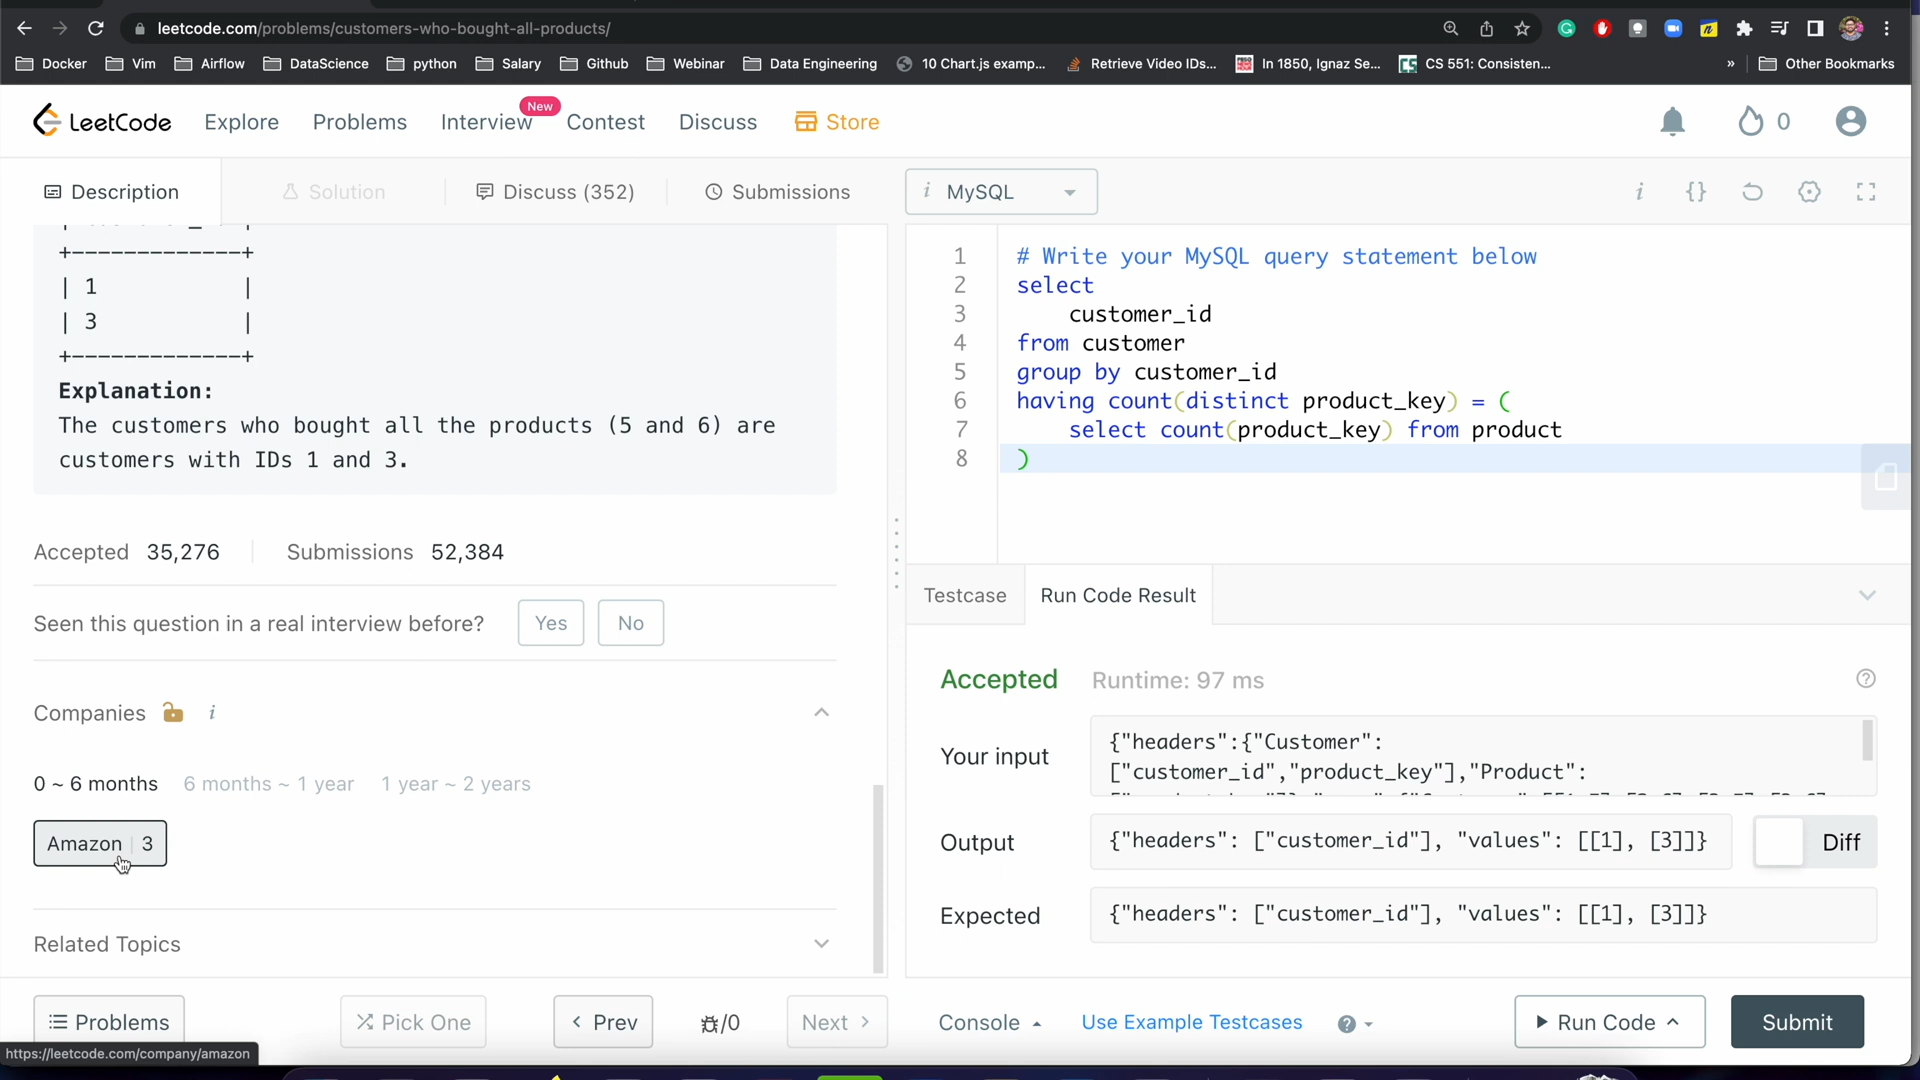 leetcode.com/problems/customers-who-bought-all-products/
Docker Vim Airflow DataScience python Salary Github Webinar Data Engineering 10 Chart.js examp... Retrieve Video IDs... In 1850, Ignaz Se... CS 551: Consisten... » Other Bookmarks
LeetCode Explore Problems Interview New Contest Discuss Store 0
Description Solution Discuss (352) Submissions
+-------------+
| 1 |
| 3 |
+-------------+
Explanation:
The customers who bought all the products (5 and 6) are
customers with IDs 1 and 3.
Accepted 35,276 Submissions 52,384
Seen this question in a real interview before? Yes No
Companies i
0 ~ 6 months 6 months ~ 1 year 1 year ~ 2 years
Amazon 3
Related Topics
Problems Pick One Prev /0 Next
https://leetcode.com/company/amazon
i MySQL i {}
1 # Write your MySQL query statement below
2 select
3 customer_id
4 from customer
5 group by customer_id
6 having count(distinct product_key) = (
7 select count(product_key) from product
8 )
Testcase Run Code Result
Accepted Runtime: 97 ms
Your input
{"headers":{"Customer":
["customer_id","product_key"],"Product":
Output {"headers": ["customer_id"], "values": [[1], [3]]} Diff
Expected {"headers": ["customer_id"], "values": [[1], [3]]}
Console Use Example Testcases ? Run Code Submit